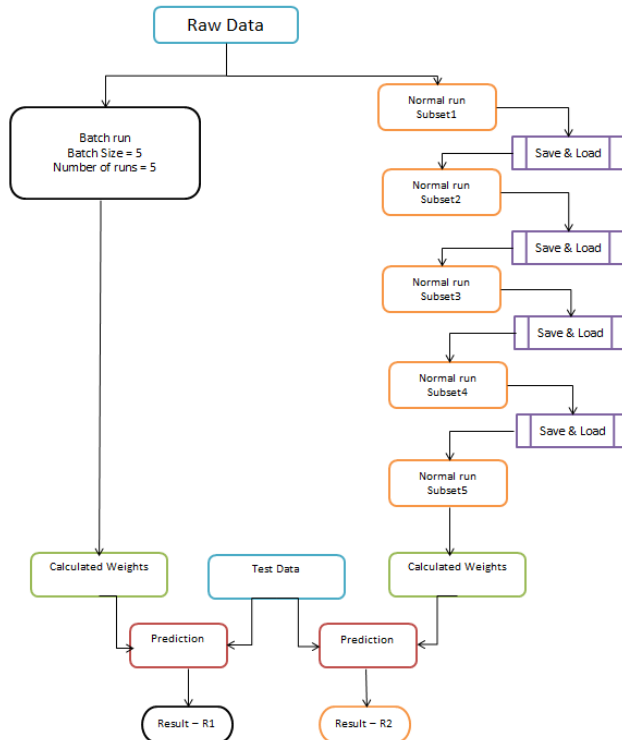 Raw Data
Batch run
Batch Size = 5
Number of runs = 5
Normal run
Subset1
Save & Load
Normal run
Subset2
Save & Load
Normal run
Subset3
Save & Load
Normal run
Subset4
Save & Load
Normal run
Subset5
Calculated Weights
Test Data
Calculated Weights
Prediction
Prediction
Result – R1
Result – R2